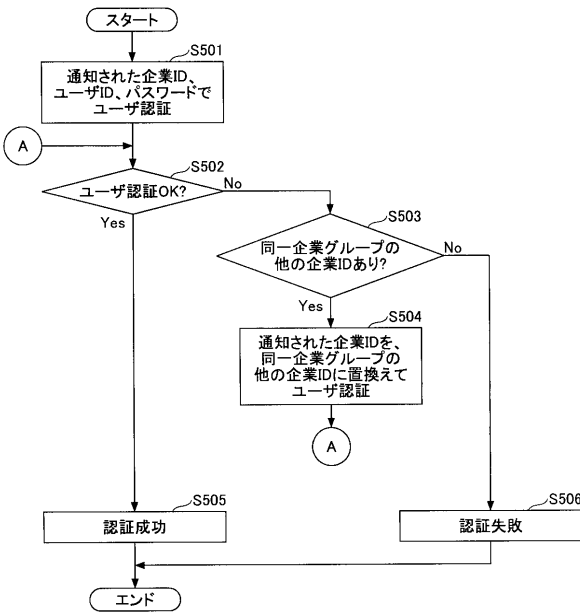 スタート
S501
通知された企業ID、
ユーザID、パスワードで
ユーザ認証
A
S502
ユーザ認証OK?
No
Yes
S503
同一企業グループの
他の企業IDあり?
No
Yes
S504
通知された企業IDを、
同一企業グループの
他の企業IDに置換えて
ユーザ認証
A
S505
認証成功
S506
認証失敗
エンド